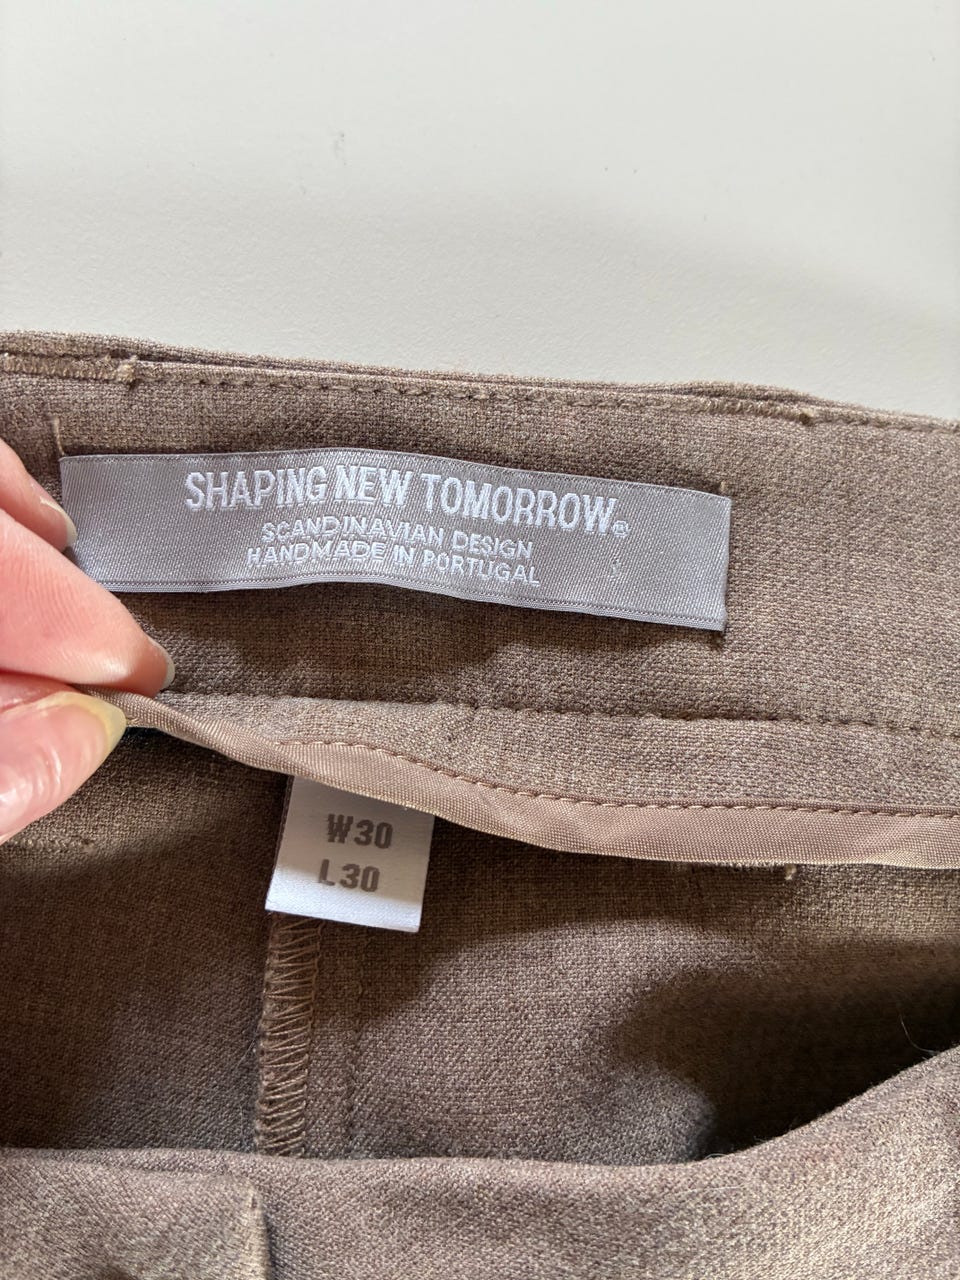 SHAPING NEW TOMORROW®
SCANDINAVIAN DESIGN
HANDMADE IN PORTUGAL
W30
L30